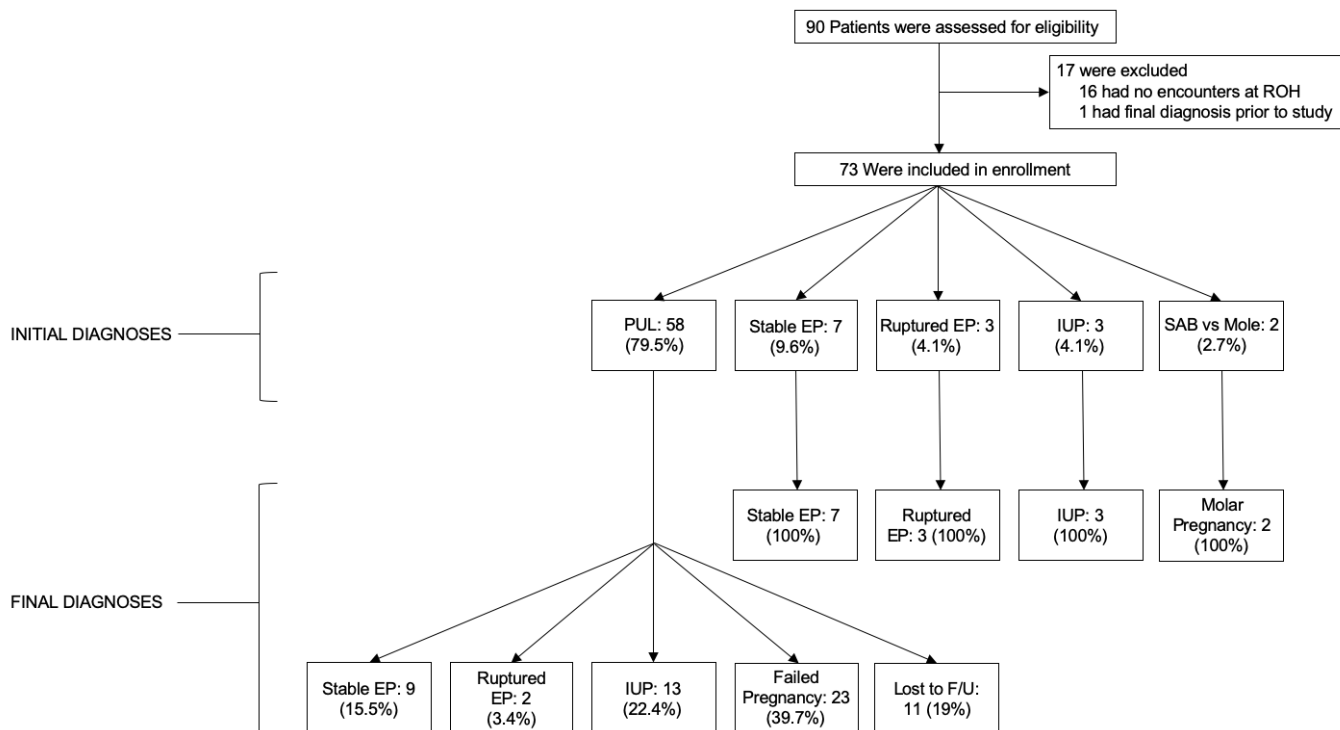 90 Patients were assessed for eligibility
17 were excluded
16 had no encounters at ROH
1 had final diagnosis prior to study
73 Were included in enrollment
INITIAL DIAGNOSES
PUL: 58
(79.5%)
Stable EP: 7
(9.6%)
Ruptured EP: 3
(4.1%)
IUP: 3
(4.1%)
SAB vs Mole: 2
(2.7%)
Stable EP: 7
(100%)
Ruptured
EP: 3 (100%)
IUP: 3
(100%)
Molar
Pregnancy: 2
(100%)
FINAL DIAGNOSES
Stable EP: 9
(15.5%)
Ruptured
EP: 2
(3.4%)
IUP: 13
(22.4%)
Failed
Pregnancy: 23
(39.7%)
Lost to F/U:
11 (19%)